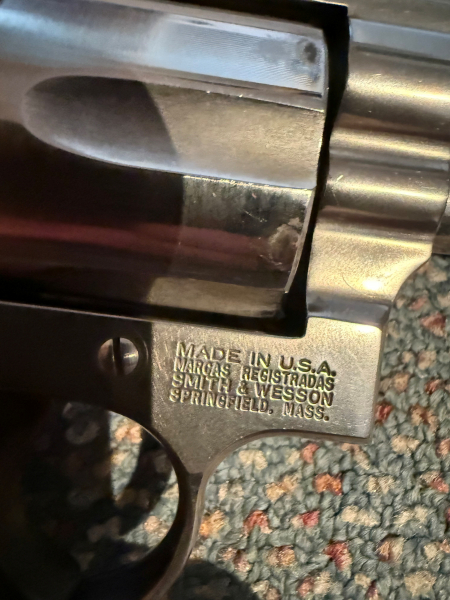 MADE IN U.S.A.
MARCAS REGISTRADAS
SMITH & WESSON
SPRINGFIELD, MASS.